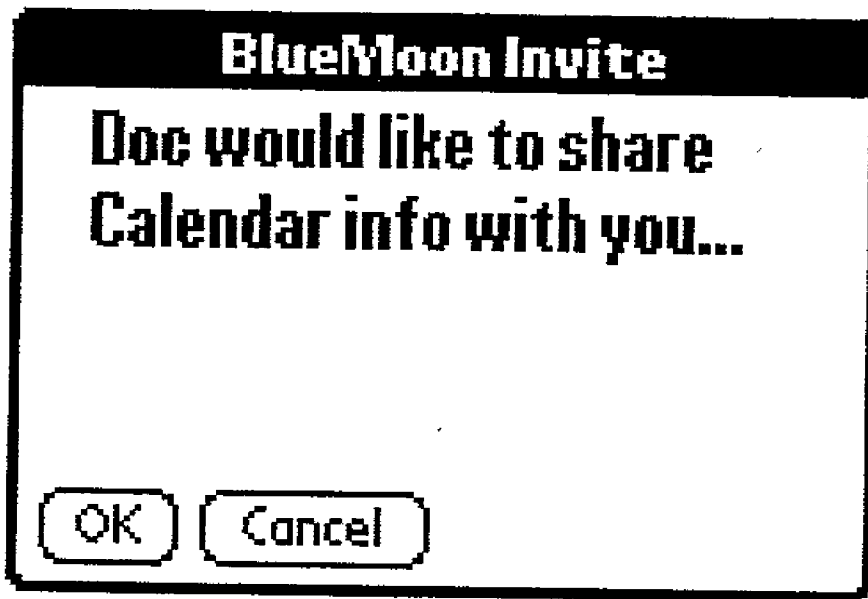 BlueMoon Invite
Doc would like to share
Calendar info with you...
OK
Cancel